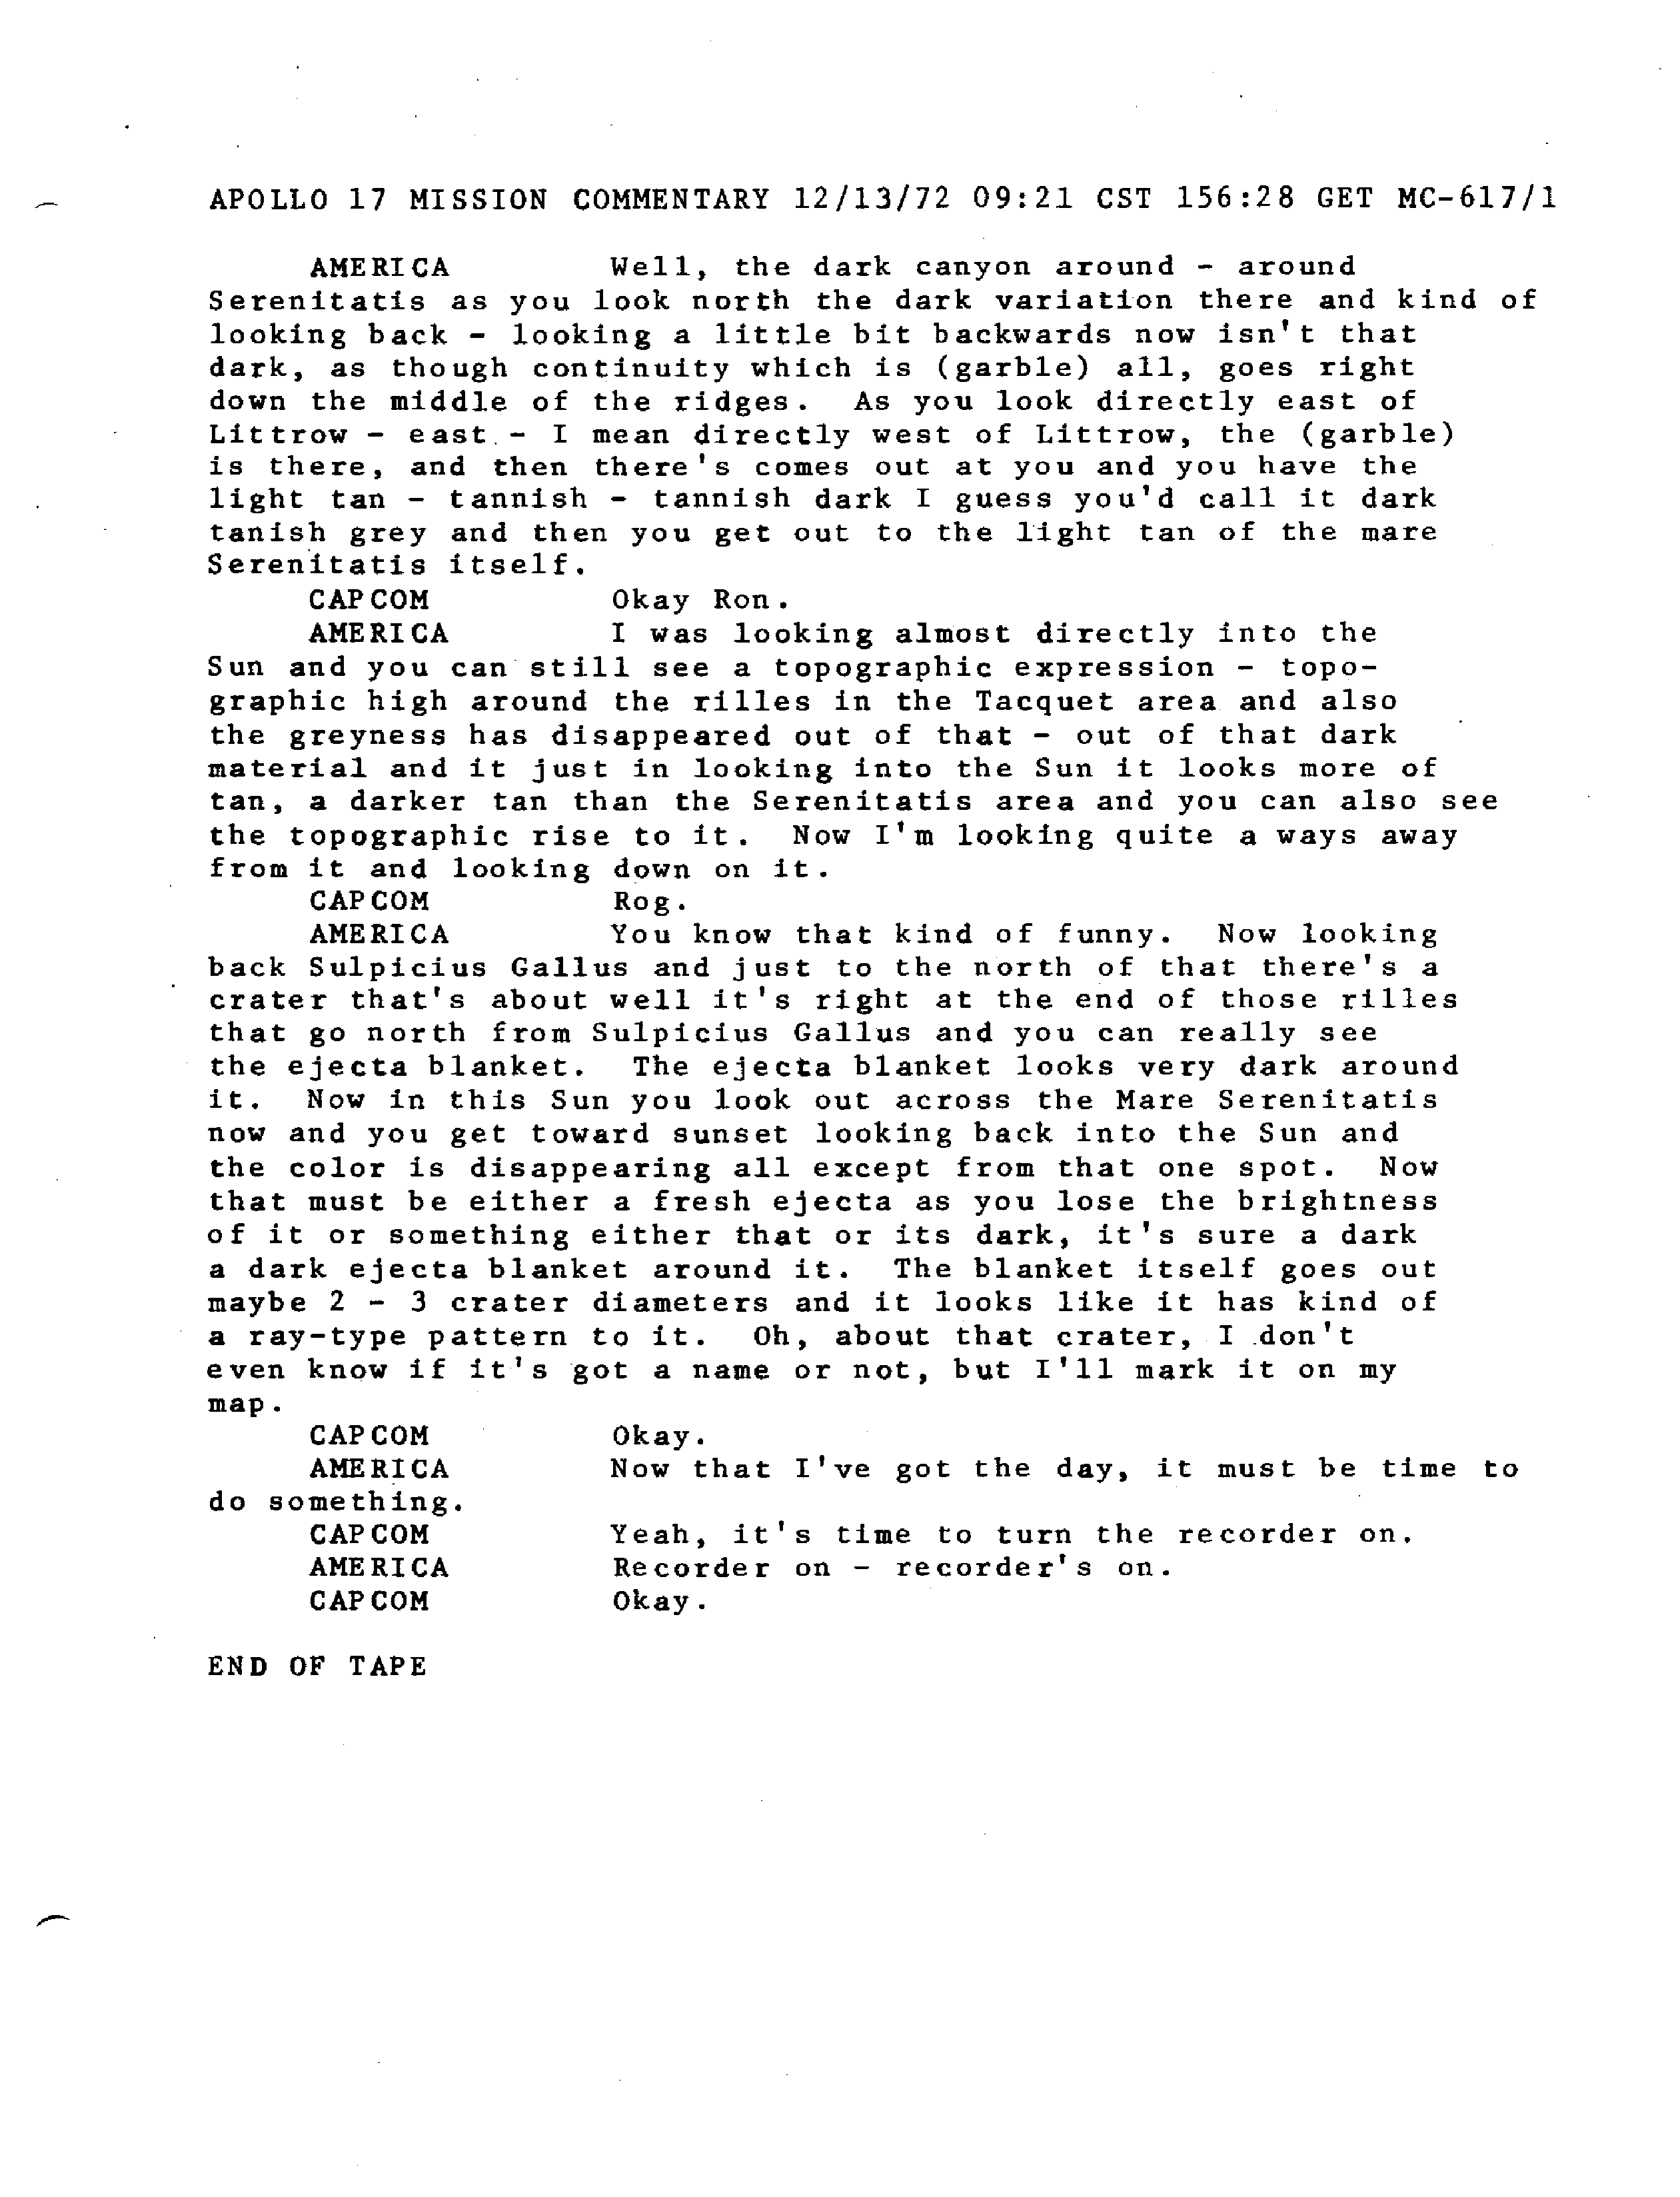 APOLLO 17 MISSION COMMENTARY 12/13/72 09:21 CST 156:28 GET MC-617/1
AMERICA Well, the dark canyon around - around
Serenitatis as you look north the dark variation there and kind of
looking back - looking a little bit backwards now isn't that
dark, as though continuity which is (garble) all, goes right
down the middle of the ridges. As you look directly east of
Littrow - east - I mean directly west of Littrow, the (garble)
is there, and then there's comes out at you and you have the
light tan - tannish - tannish dark I guess you'd call it dark
tanish grey and then you get out to the light tan of the mare
Serenitatis itself.
CAPCOM Okay Ron.
AMERICA I was looking almost directly into the
Sun and you can still see a topographic expression - topo-
graphic high around the rilles in the Tacquet area and also
the greyness has disappeared out of that - out of that dark
material and it just in looking into the Sun it looks more of
tan, a darker tan than the Serenitatis area and you can also see
the topographic rise to it. Now I'm looking quite a ways away
from it and looking down on it.
CAPCOM Rog.
AMERICA You know that kind of funny. Now looking
back Sulpicius Gallus and just to the north of that there's a
crater that's about well it's right at the end of those rilles
that go north from Sulpicius Gallus and you can really see
the ejecta blanket. The ejecta blanket looks very dark around
it. Now in this Sun you look out across the Mare Serenitatis
now and you get toward sunset looking back into the Sun and
the color is disappearing all except from that one spot. Now
that must be either a fresh ejecta as you lose the brightness
of it or something either that or its dark, it's sure a dark
a dark ejecta blanket around it. The blanket itself goes out
maybe 2 - 3 crater diameters and it looks like it has kind of
a ray-type pattern to it. Oh, about that crater, I don't
even know if it's got a name or not, but I'll mark it on my
map.
CAPCOM Okay.
AMERICA Now that I've got the day, it must be time to
do something.
CAPCOM Yeah, it's time to turn the recorder on.
AMERICA Recorder on - recorder's on.
CAPCOM Okay.
END OF TAPE